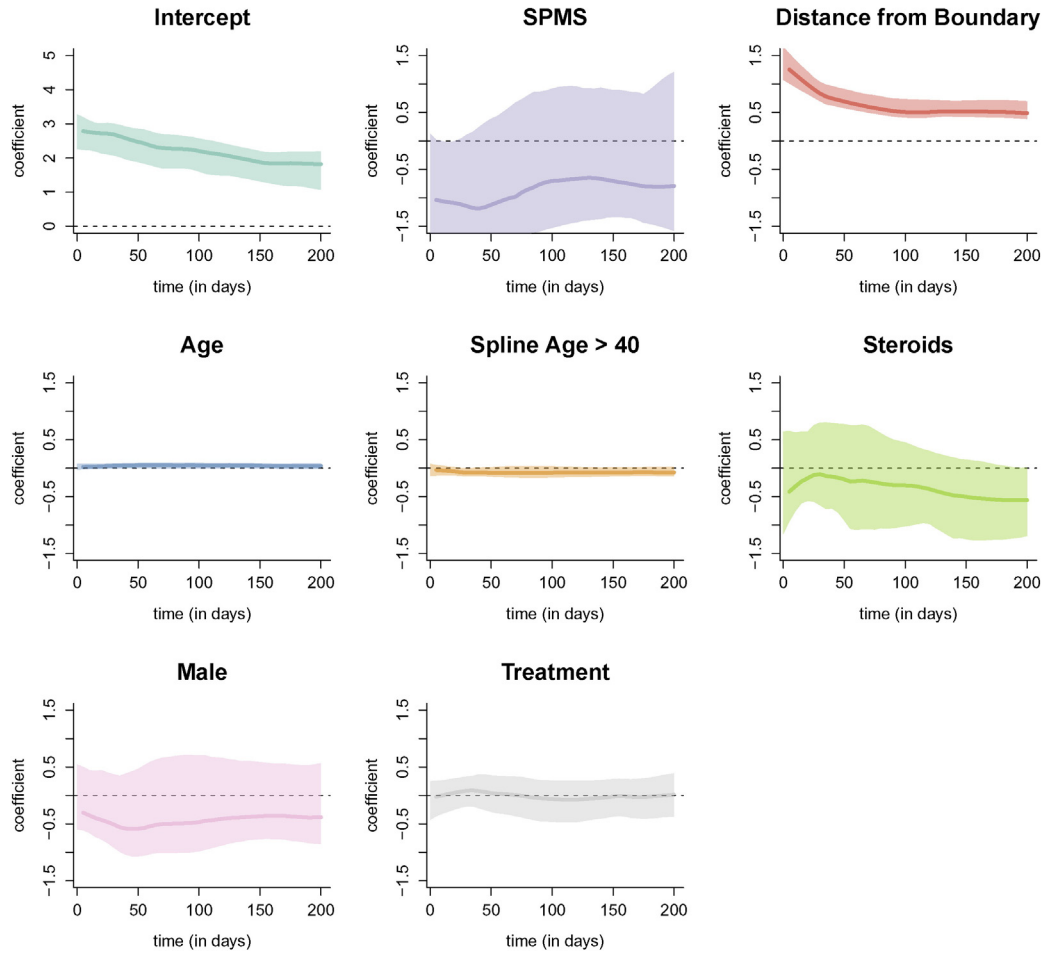 Intercept
SPMS
Distance from Boundary
coefficient
5
4
3
2
1
0
0 50 100 150 200
time (in days)
coefficient
1.5
0.5
−0.5
−1.5
0 50 100 150 200
time (in days)
coefficient
1.5
0.5
−0.5
−1.5
0 50 100 150 200
time (in days)
Age
Spline Age > 40
Steroids
coefficient
1.5
0.5
−0.5
−1.5
0 50 100 150 200
time (in days)
coefficient
1.5
0.5
−0.5
−1.5
0 50 100 150 200
time (in days)
coefficient
1.5
0.5
−0.5
−1.5
0 50 100 150 200
time (in days)
Male
Treatment
coefficient
1.5
0.5
−0.5
−1.5
0 50 100 150 200
time (in days)
coefficient
1.5
0.5
−0.5
−1.5
0 50 100 150 200
time (in days)